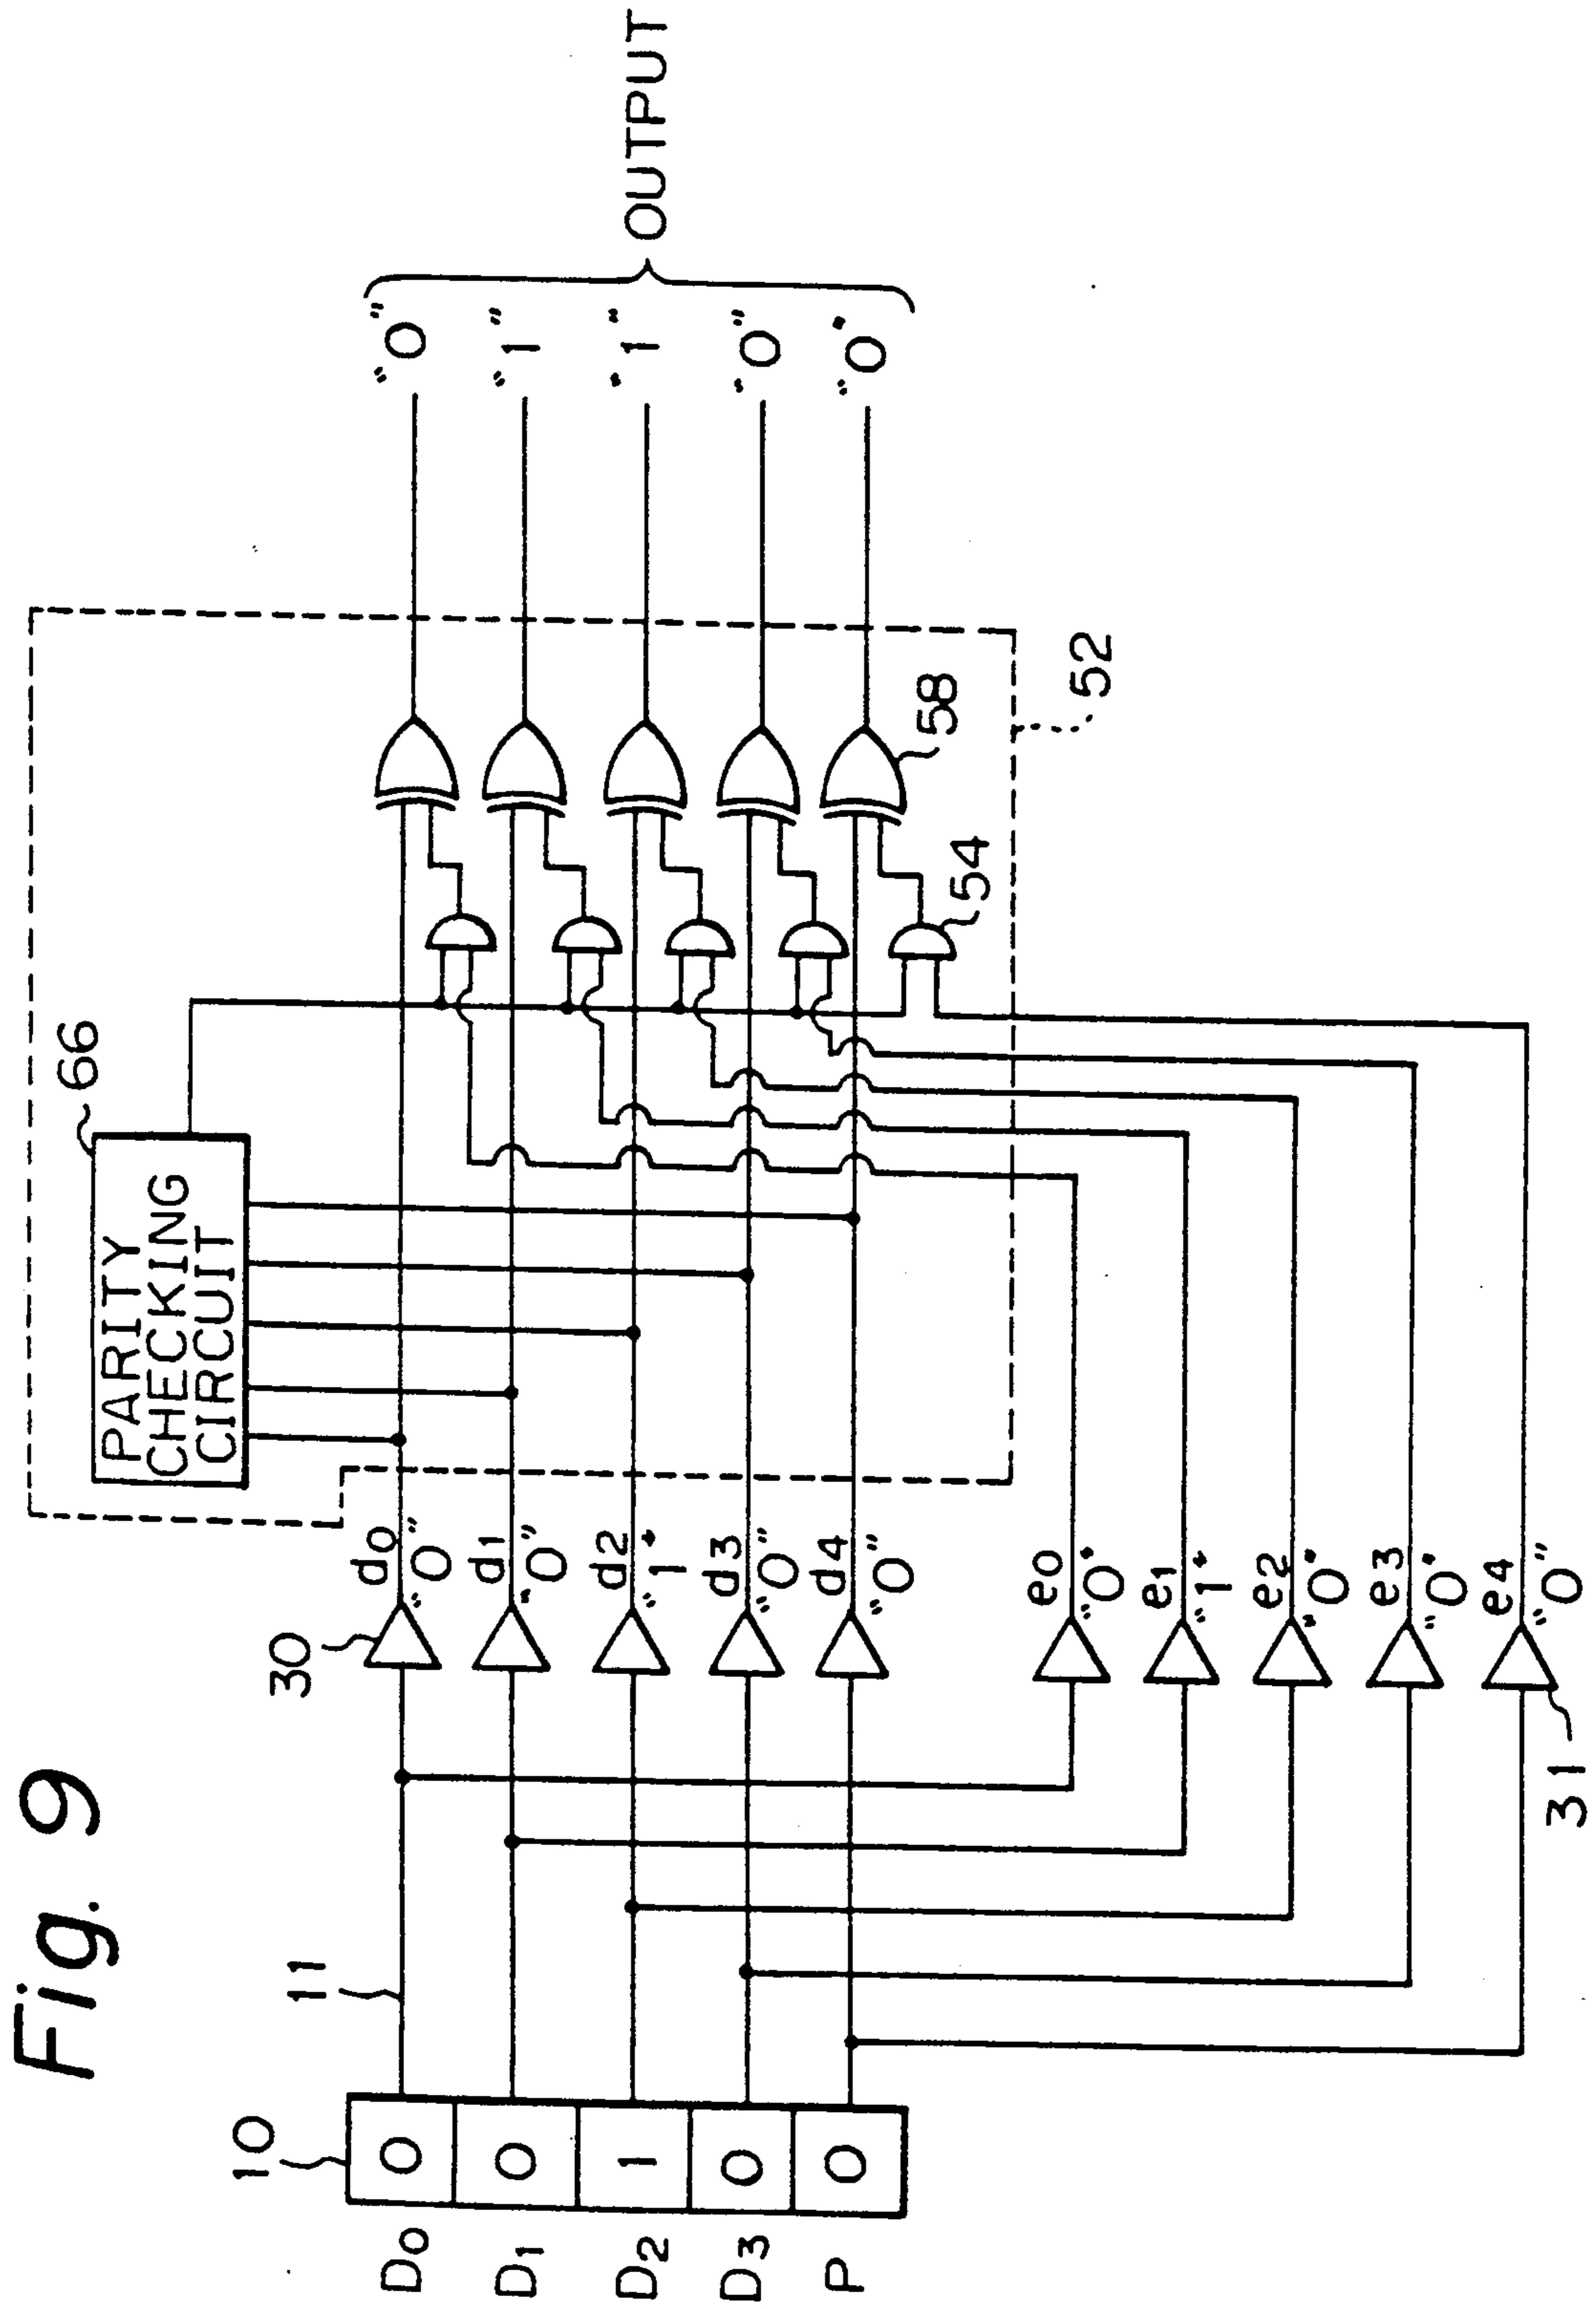 Fig. 9
66
PARITY
CHECKING
CIRCUIT
10
11
30
D0
0
d0
"0"
"0"
D1
0
d1
"0"
"1"
D2
1
d2
"1"
"1"
OUTPUT
D3
0
d3
"0"
"0"
P
0
d4
"0"
"0"
58
54
52
e0
"0"
e1
"1"
e2
"0"
e3
"0"
e4
"0"
31